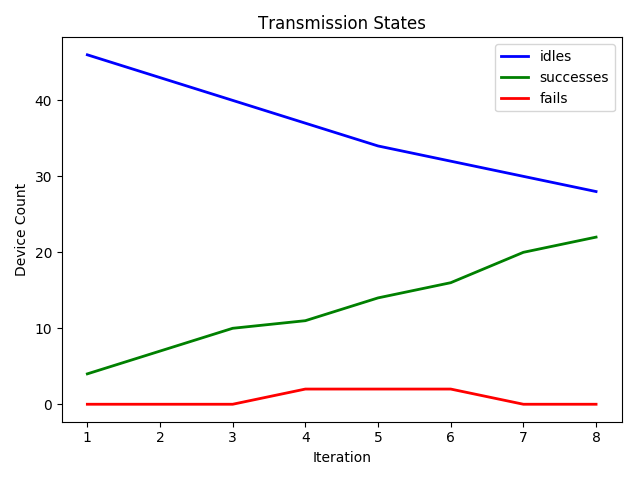 Transmission States
idles
successes
fails
40
30
20
10
0
Device Count
1 2 3 4 5 6 7 8
Iteration